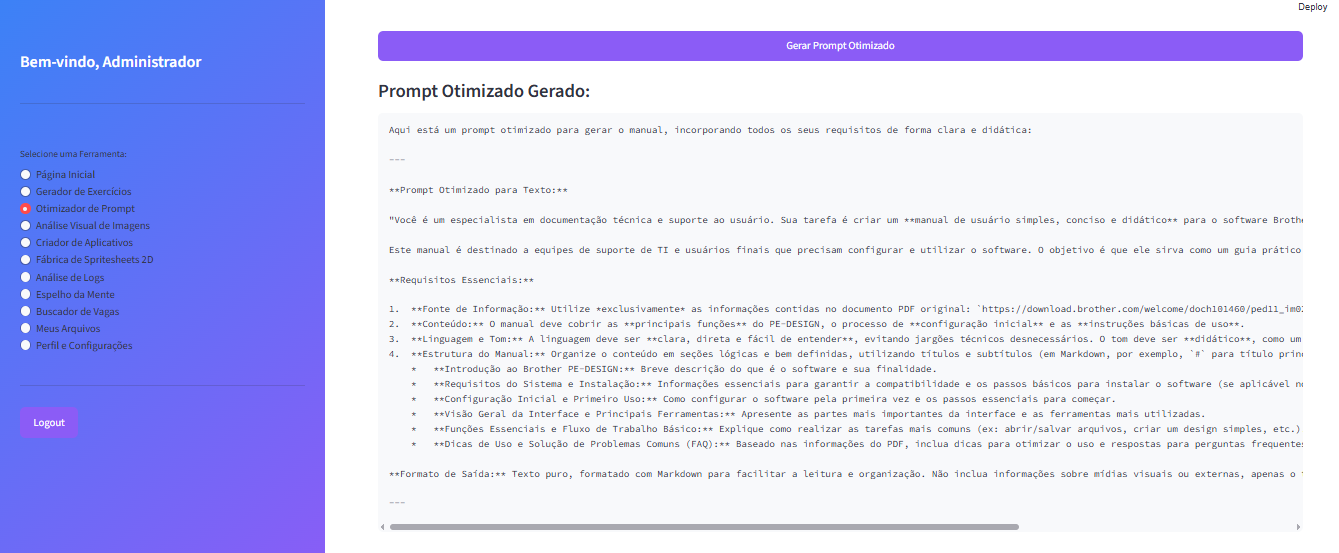 Deploy
Bem-vindo, Administrador
Selecione uma Ferramenta:
Página Inicial
Gerador de Exercícios
Otimizador de Prompt
Análise Visual de Imagens
Criador de Aplicativos
Fábrica de Spritesheets 2D
Análise de Logs
Espelho da Mente
Buscador de Vagas
Meus Arquivos
Perfil e Configurações
Logout
Gerar Prompt Otimizado
Prompt Otimizado Gerado:
Aqui está um prompt otimizado para gerar o manual, incorporando todos os seus requisitos de forma clara e didática:
---
**Prompt Otimizado para Texto:**
"Você é um especialista em documentação técnica e suporte ao usuário. Sua tarefa é criar um **manual de usuário simples, conciso e didático** para o software Brothe
Este manual é destinado a equipes de suporte de TI e usuários finais que precisam configurar e utilizar o software. O objetivo é que ele sirva como um guia prático
**Requisitos Essenciais:**
1. **Fonte de Informação:** Utilize *exclusivamente* as informações contidas no documento PDF original: `https://download.brother.com/welcome/doch101460/ped11_im02
2. **Conteúdo:** O manual deve cobrir as **principais funções** do PE-DESIGN, o processo de **configuração inicial** e as **instruções básicas de uso**.
3. **Linguagem e Tom:** A linguagem deve ser **clara, direta e fácil de entender**, evitando jargões técnicos desnecessários. O tom deve ser **didático**, como um
4. **Estrutura do Manual:** Organize o conteúdo em seções lógicas e bem definidas, utilizando títulos e subtítulos (em Markdown, por exemplo, `#` para título prin
* **Introdução ao Brother PE-DESIGN:** Breve descrição do que é o software e sua finalidade.
* **Requisitos do Sistema e Instalação:** Informações essenciais para garantir a compatibilidade e os passos básicos para instalar o software (se aplicável no
* **Configuração Inicial e Primeiro Uso:** Como configurar o software pela primeira vez e os passos essenciais para começar.
* **Visão Geral da Interface e Principais Ferramentas:** Apresente as partes mais importantes da interface e as ferramentas mais utilizadas.
* **Funções Essenciais e Fluxo de Trabalho Básico:** Explique como realizar as tarefas mais comuns (ex: abrir/salvar arquivos, criar um design simples, etc.)
* **Dicas de Uso e Solução de Problemas Comuns (FAQ):** Baseado nas informações do PDF, inclua dicas para otimizar o uso e respostas para perguntas frequentes
**Formato de Saída:** Texto puro, formatado com Markdown para facilitar a leitura e organização. Não inclua informações sobre mídias visuais ou externas, apenas o
---